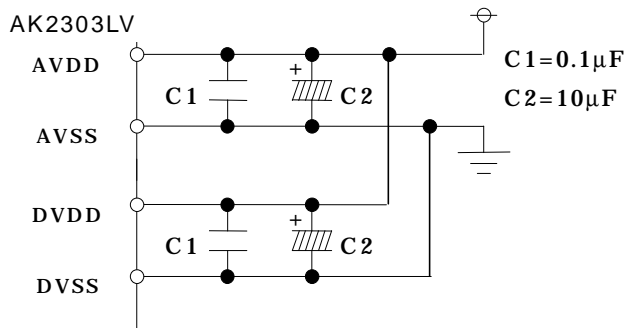 AK2303LV
AVDD
C1
+
C2
C1=0.1μF
C2=10μF
AVSS
DVDD
C1
+
C2
DVSS